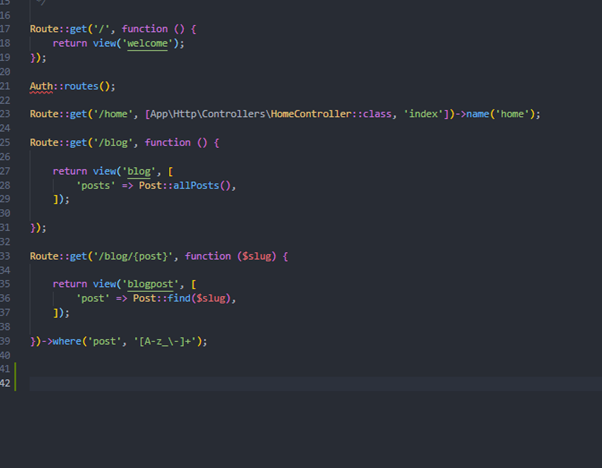 15 */
16
17 Route::get('/', function () {
18     return view('welcome');
19 });
20
21 Auth::routes();
22
23 Route::get('/home', [App\Http\Controllers\HomeController::class, 'index'])->name('home');
24
25 Route::get('/blog', function () {
26
27     return view('blog', [
28         'posts' => Post::allPosts(),
29     ]);
30
31 });
32
33 Route::get('/blog/{post}', function ($slug) {
34
35     return view('blogpost', [
36         'post' => Post::find($slug),
37     ]);
38
39 })->where('post', '[A-z_\-]+');
40
41
42